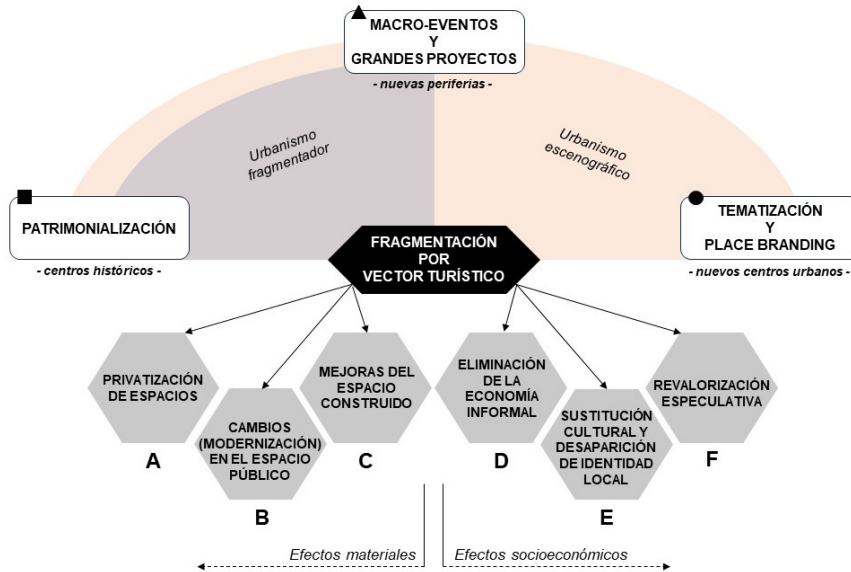 MACRO-EVENTOS
Y
GRANDES PROYECTOS
- nuevas periferias -
Urbanismo
fragmentador
Urbanismo
escenográfico
PATRIMONIALIZACIÓN
- centros históricos -
TEMATIZACIÓN
Y
PLACE BRANDING
- nuevos centros urbanos -
FRAGMENTACIÓN
POR
VECTOR TURÍSTICO
PRIVATIZACIÓN
DE ESPACIOS
A
CAMBIOS
(MODERNIZACIÓN)
EN EL ESPACIO
PÚBLICO
B
MEJORAS DEL
ESPACIO
CONSTRUIDO
C
ELIMINACIÓN
DE LA
ECONOMÍA
INFORMAL
D
SUSTITUCIÓN
CULTURAL Y
DESAPARICIÓN
DE IDENTIDAD
LOCAL
E
REVALORIZACIÓN
ESPECULATIVA
F
Efectos materiales
Efectos socioeconómicos